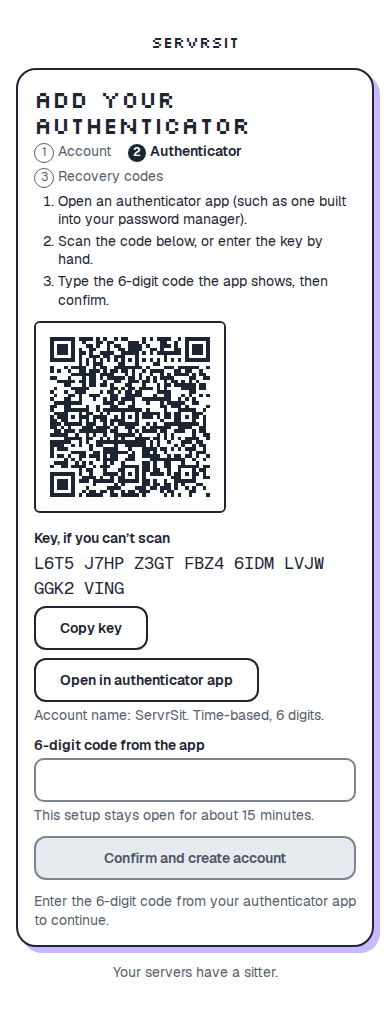 SERVRSIT
ADD YOUR
AUTHENTICATOR
1 Account 2 Authenticator
3 Recovery codes
1. Open an authenticator app (such as one built
into your password manager).
2. Scan the code below, or enter the key by
hand.
3. Type the 6-digit code the app shows, then
confirm.
Key, if you can’t scan
L6T5 J7HP Z3GT FBZ4 6IDM LVJW
GGK2 VING
Copy key
Open in authenticator app
Account name: ServrSit. Time-based, 6 digits.
6-digit code from the app
This setup stays open for about 15 minutes.
Confirm and create account
Enter the 6-digit code from your authenticator app
to continue.
Your servers have a sitter.